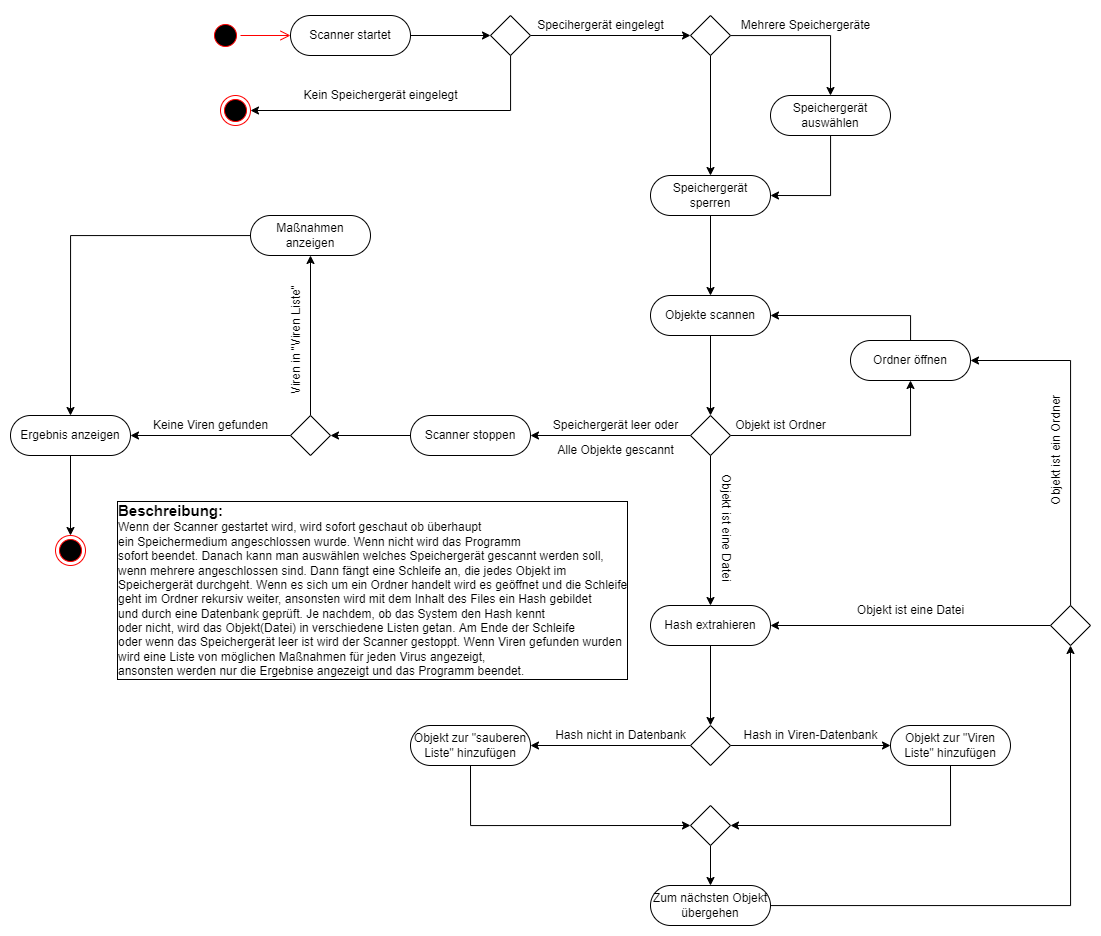 Scanner startet
Specihergerät eingelegt
Mehrere Speichergeräte
Kein Speichergerät eingelegt
Speichergerät
auswählen
Speichergerät
sperren
Maßnahmen
anzeigen
Viren in "Viren Liste"
Objekte scannen
Ordner öffnen
Objekt ist ein Ordner
Ergebnis anzeigen
Keine Viren gefunden
Scanner stoppen
Speichergerät leer oder
Alle Objekte gescannt
Objekt ist Ordner
Objekt ist eine Datei
Beschreibung:
Wenn der Scanner gestartet wird, wird sofort geschaut ob überhaupt
ein Speichermedium angeschlossen wurde. Wenn nicht wird das Programm
sofort beendet. Danach kann man auswählen welches Speichergerät gescannt werden soll,
wenn mehrere angeschlossen sind. Dann fängt eine Schleife an, die jedes Objekt im
Speichergerät durchgeht. Wenn es sich um ein Ordner handelt wird es geöffnet und die Schleife
geht im Ordner rekursiv weiter, ansonsten wird mit dem Inhalt des Files ein Hash gebildet
und durch eine Datenbank geprüft. Je nachdem, ob das System den Hash kennt
oder nicht, wird das Objekt(Datei) in verschiedene Listen getan. Am Ende der Schleife
oder wenn das Speichergerät leer ist wird der Scanner gestoppt. Wenn Viren gefunden wurden
wird eine Liste von möglichen Maßnahmen für jeden Virus angezeigt,
ansonsten werden nur die Ergebnise angezeigt und das Programm beendet.
Hash extrahieren
Objekt ist eine Datei
Objekt zur "sauberen
Liste" hinzufügen
Hash nicht in Datenbank
Hash in Viren-Datenbank
Objekt zur "Viren
Liste" hinzufügen
Zum nächsten Objekt
übergehen